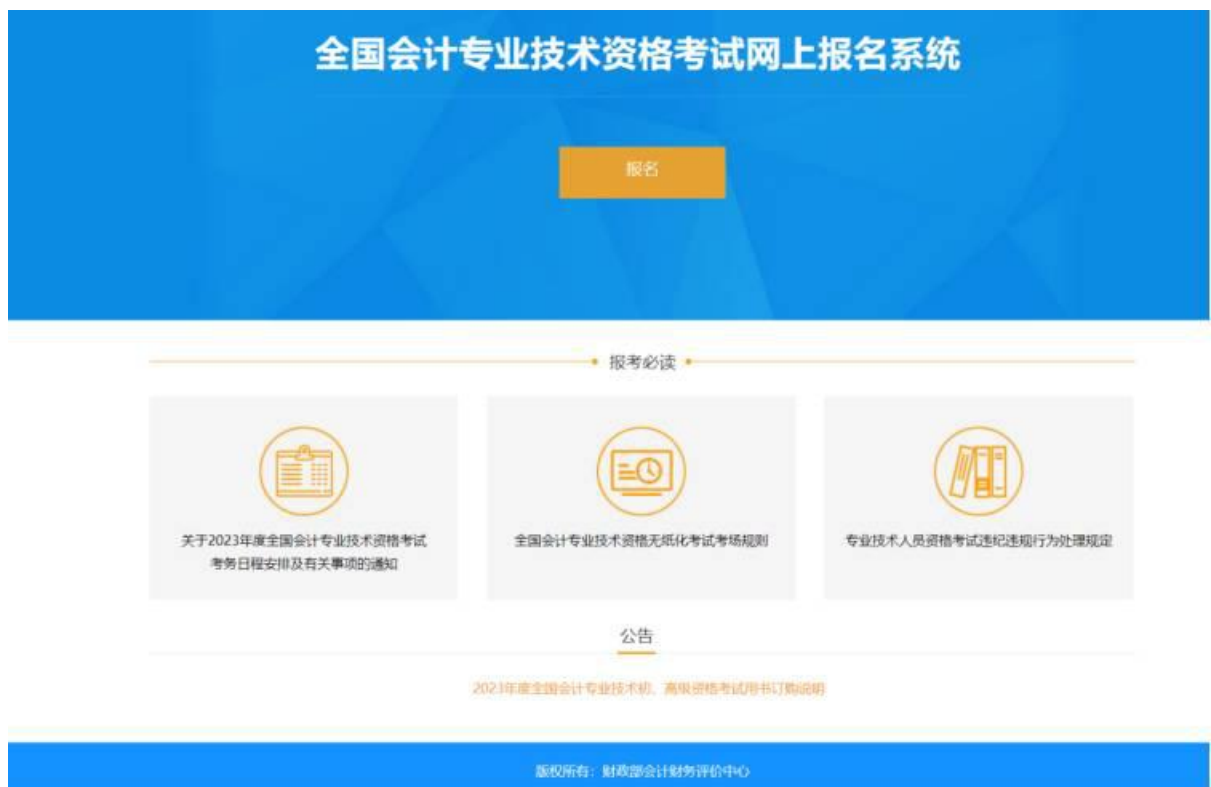 全国会计专业技术资格考试网上报名系统
报名
报考必读
关于2023年度全国会计专业技术资格考试
考务日程安排及有关事项的通知
全国会计专业技术资格无纸化考试考场规则
专业技术人员资格考试违纪违规行为处理规定
公告
2023年度全国会计专业技术初、高级资格考试用书订购说明
版权所有：财政部会计财务评价中心